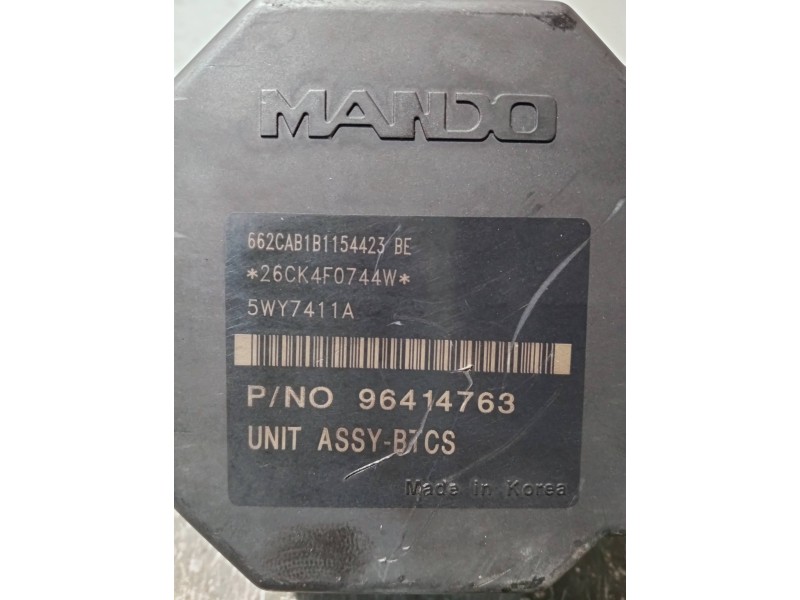 MANDO
662CAB1B1154423 BE
*26CK4F0744W*
5WY7411A
P/NO 96414763
UNIT ASSY-BTCS
Made in Korea